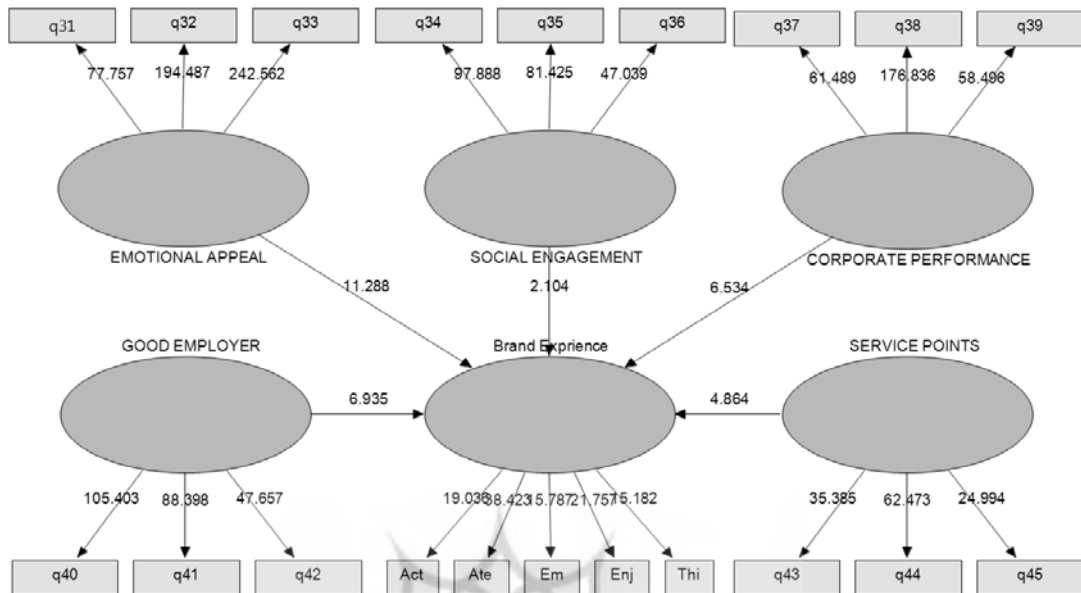 q31 q32 q33 q34 q35 q36 q37 q38 q39
77.757 194.487 242.562 97.888 81.425 47.039 61.489 176.836 58.496
EMOTIONAL APPEAL SOCIAL ENGAGEMENT CORPORATE PERFORMANCE
11.288 2.104 6.534
GOOD EMPLOYER Brand Exprience SERVICE POINTS
6.935 4.864
105.403 88.398 47.657 19.036 38.423 15.787 21.757 15.182 35.385 62.473 24.994
q40 q41 q42 Act Ate Em Enj Thi q43 q44 q45